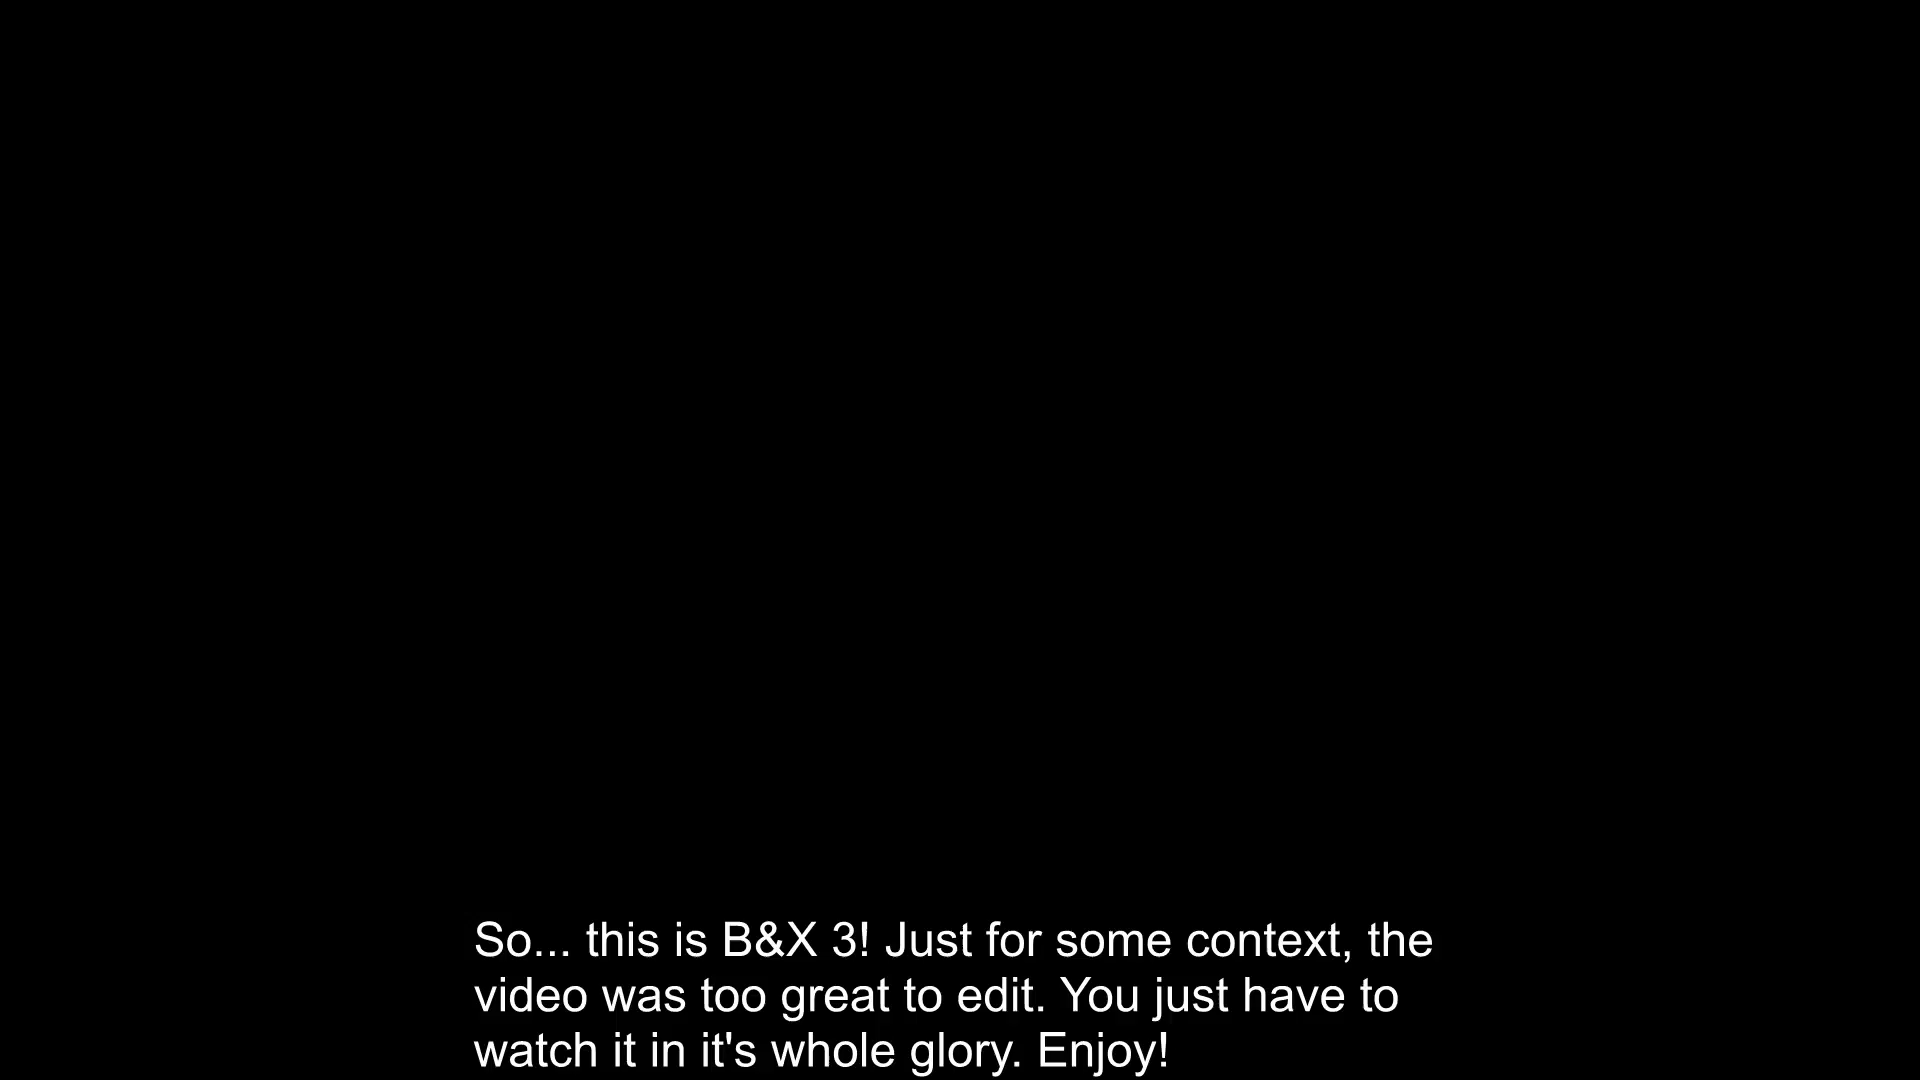 So... this is B&X 3! Just for some context, the
video was too great to edit. You just have to
watch it in it's whole glory. Enjoy!